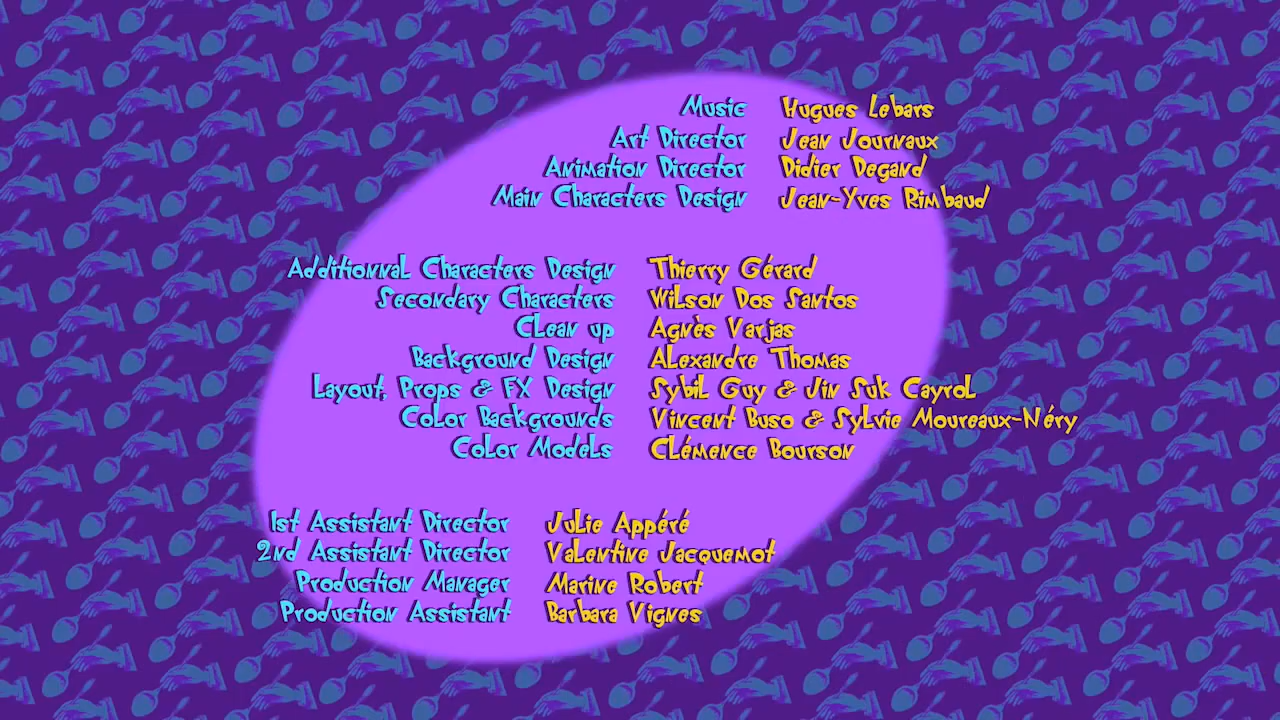 Music Hugues Lebars
Art Director Jean Journaux
Animation Director Didier Degand
Main Characters Design Jean-Yves Rimbaud
Additionnal Characters Design Thierry Gérard
Secondary Characters Wilson Dos Santos
Clean up Agnès Varjas
Background Design Alexandre Thomas
Layout, Props & FX Design Sybil Guy & Jin Suk Cayrol
Color Backgrounds Vincent Buso & Sylvie Moureaux-Néry
Color Models Clémence Bourson
1st Assistant Director Julie Appéré
2nd Assistant Director Valentine Jacquemot
Production Manager Marine Robert
Production Assistant Barbara Vignes